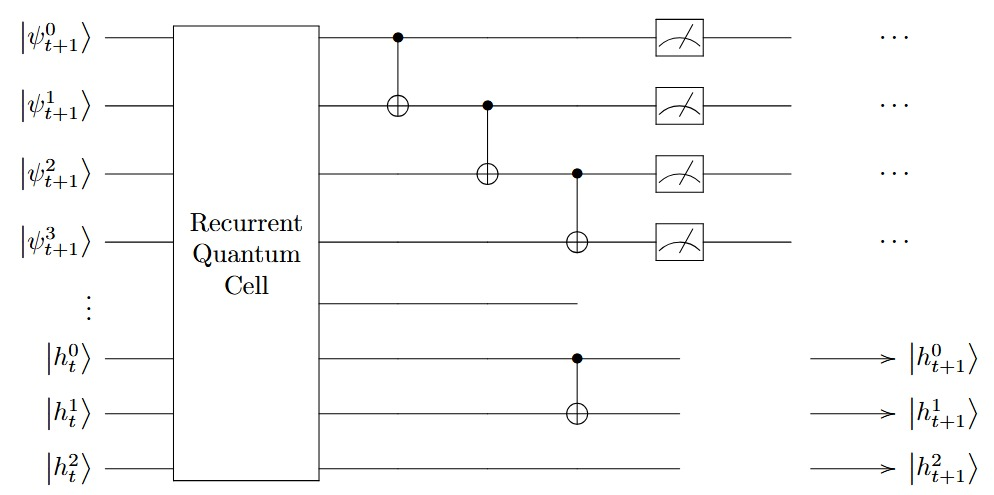 |ψ⁰ₜ₊₁⟩ ···
|ψ¹ₜ₊₁⟩ ···
|ψ²ₜ₊₁⟩ ···
|ψ³ₜ₊₁⟩ ···
Recurrent
Quantum
Cell
⋮
|h⁰ₜ⟩ |h⁰ₜ₊₁⟩
|h¹ₜ⟩ |h¹ₜ₊₁⟩
|h²ₜ⟩ |h²ₜ₊₁⟩